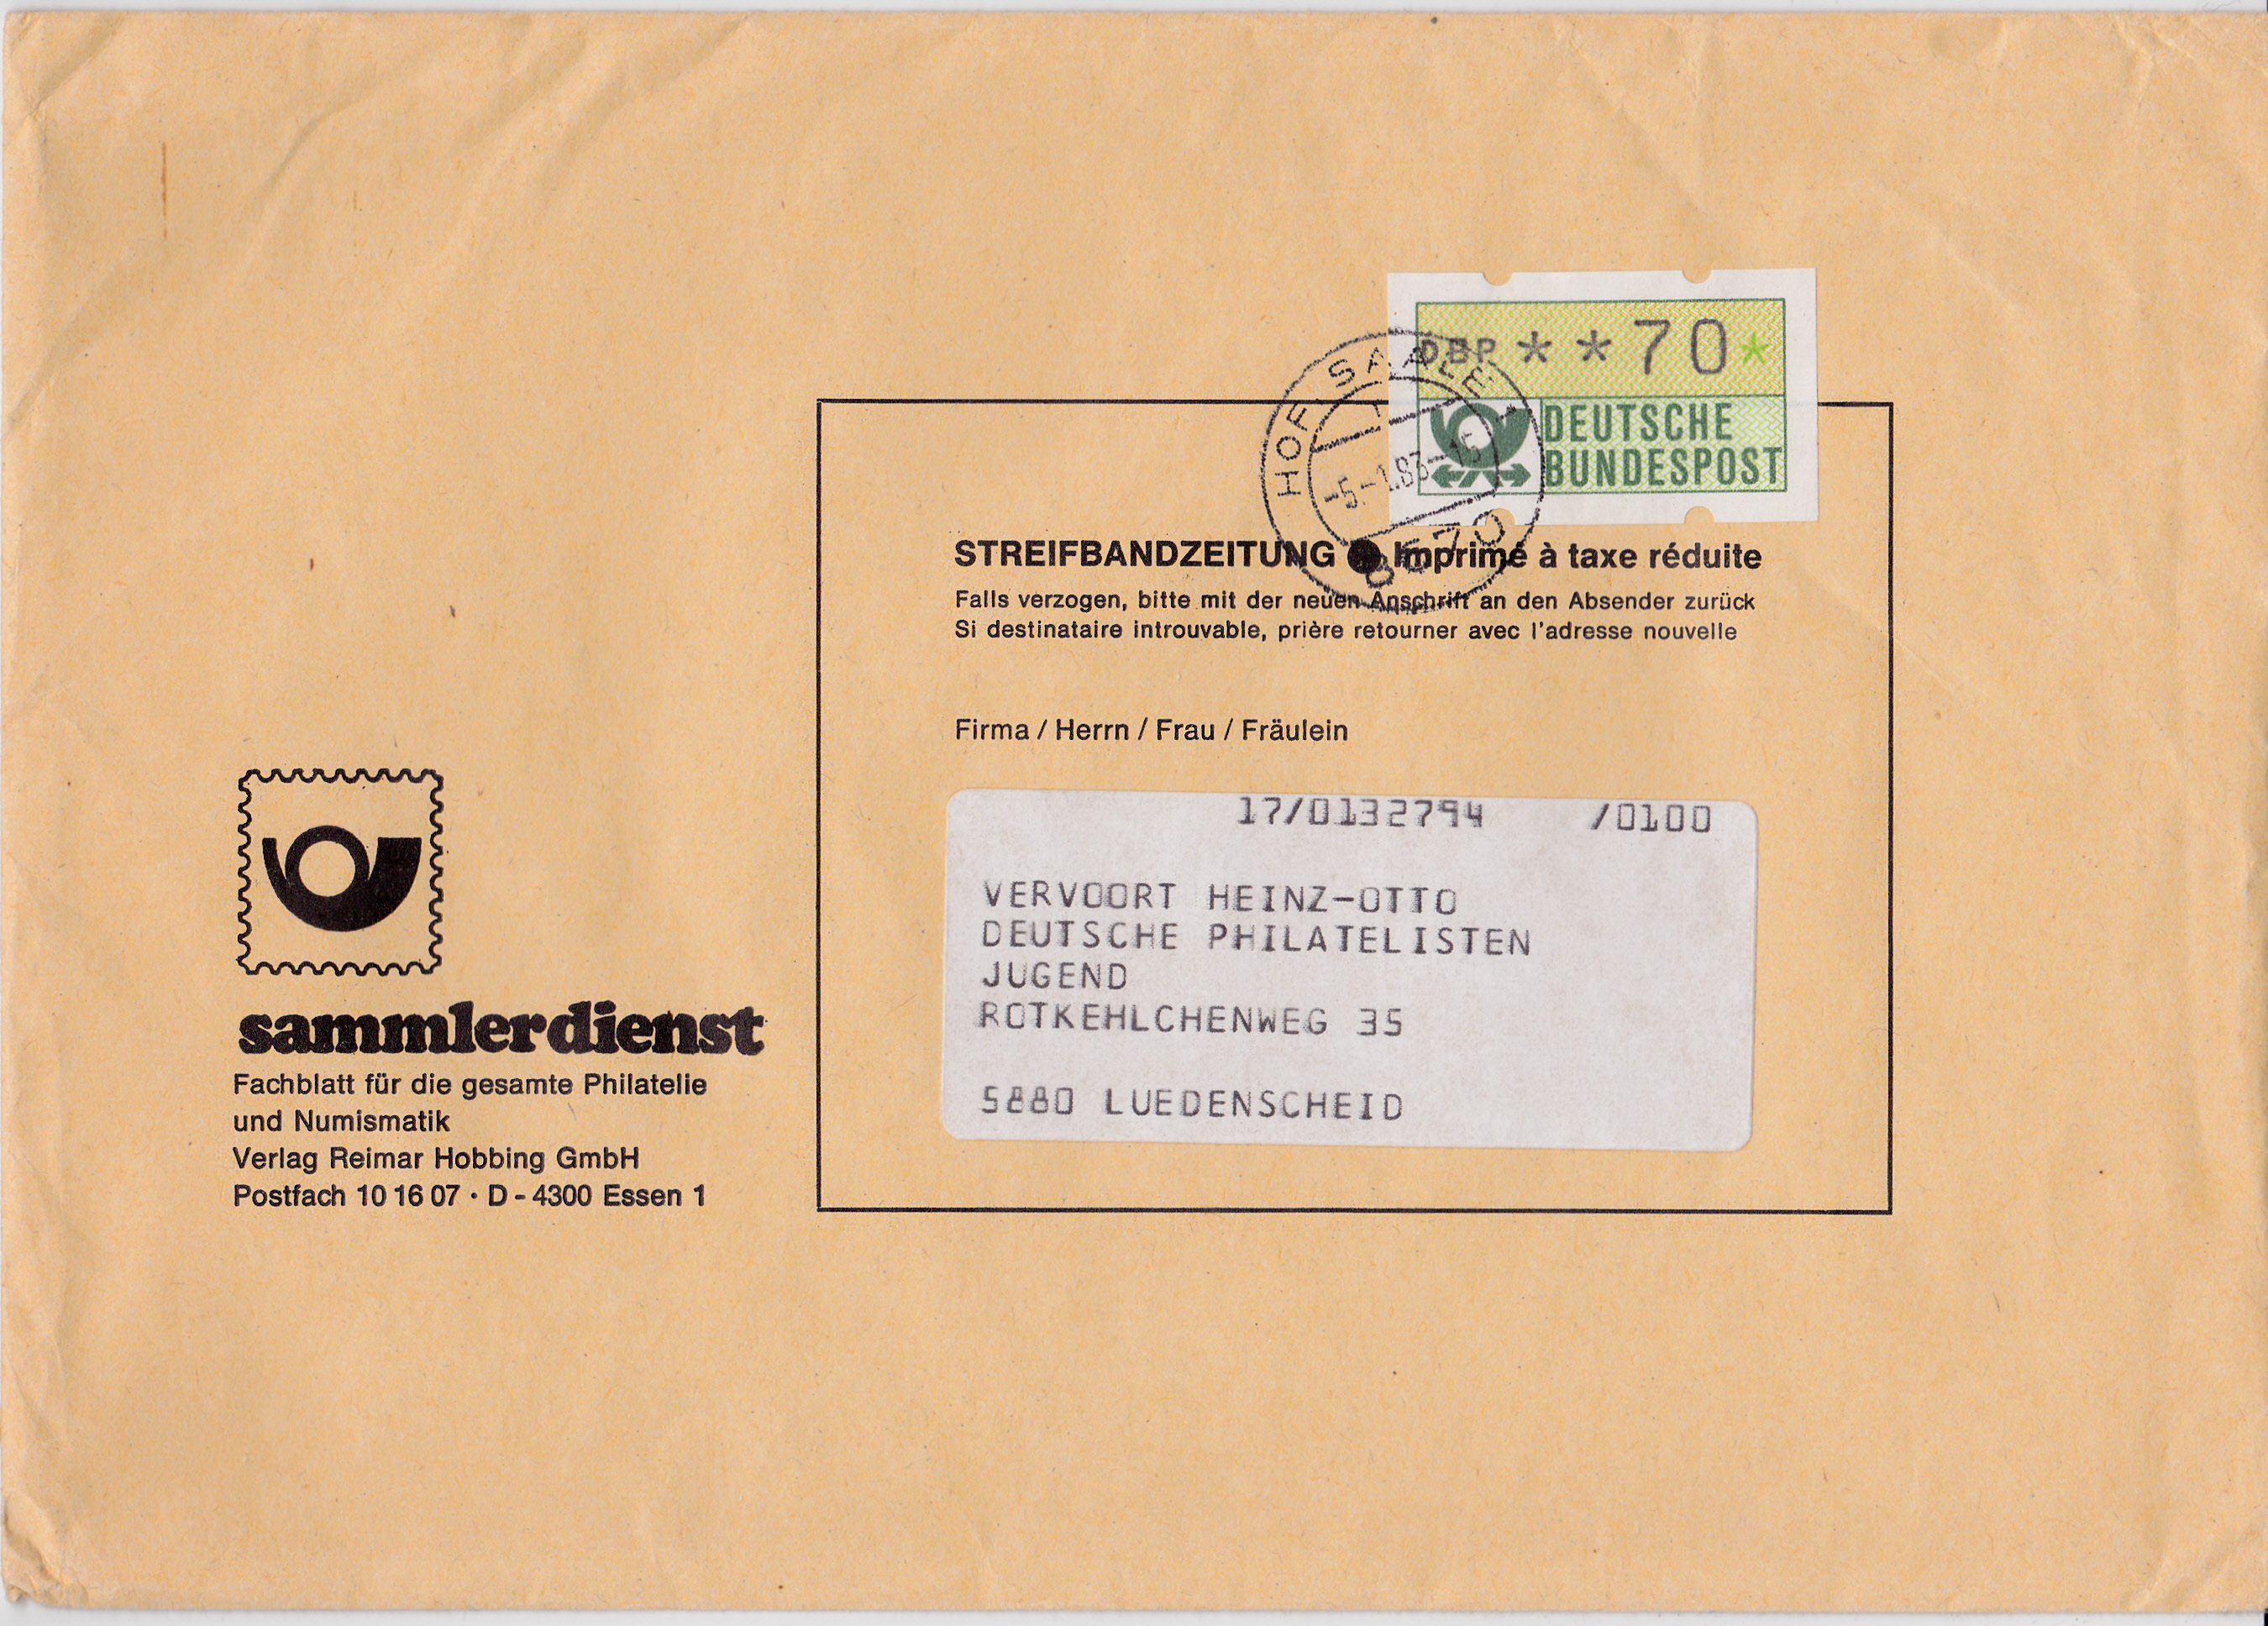 DBP **70*
DEUTSCHE
BUNDESPOST
HOF, SAALE
1
-5.-1.83-15
8670
STREIFBANDZEITUNG ● Imprimé à taxe réduite
Falls verzogen, bitte mit der neuen Anschrift an den Absender zurück
Si destinataire introuvable, prière retourner avec l'adresse nouvelle
Firma / Herrn / Frau / Fräulein
17/0132794 /0100
VERVOORT HEINZ-OTTO
DEUTSCHE PHILATELISTEN
JUGEND
ROTKEHLCHENWEG 35
5880 LUEDENSCHEID
sammlerdienst
Fachblatt für die gesamte Philatelie
und Numismatik
Verlag Reimar Hobbing GmbH
Postfach 10 16 07 · D - 4300 Essen 1